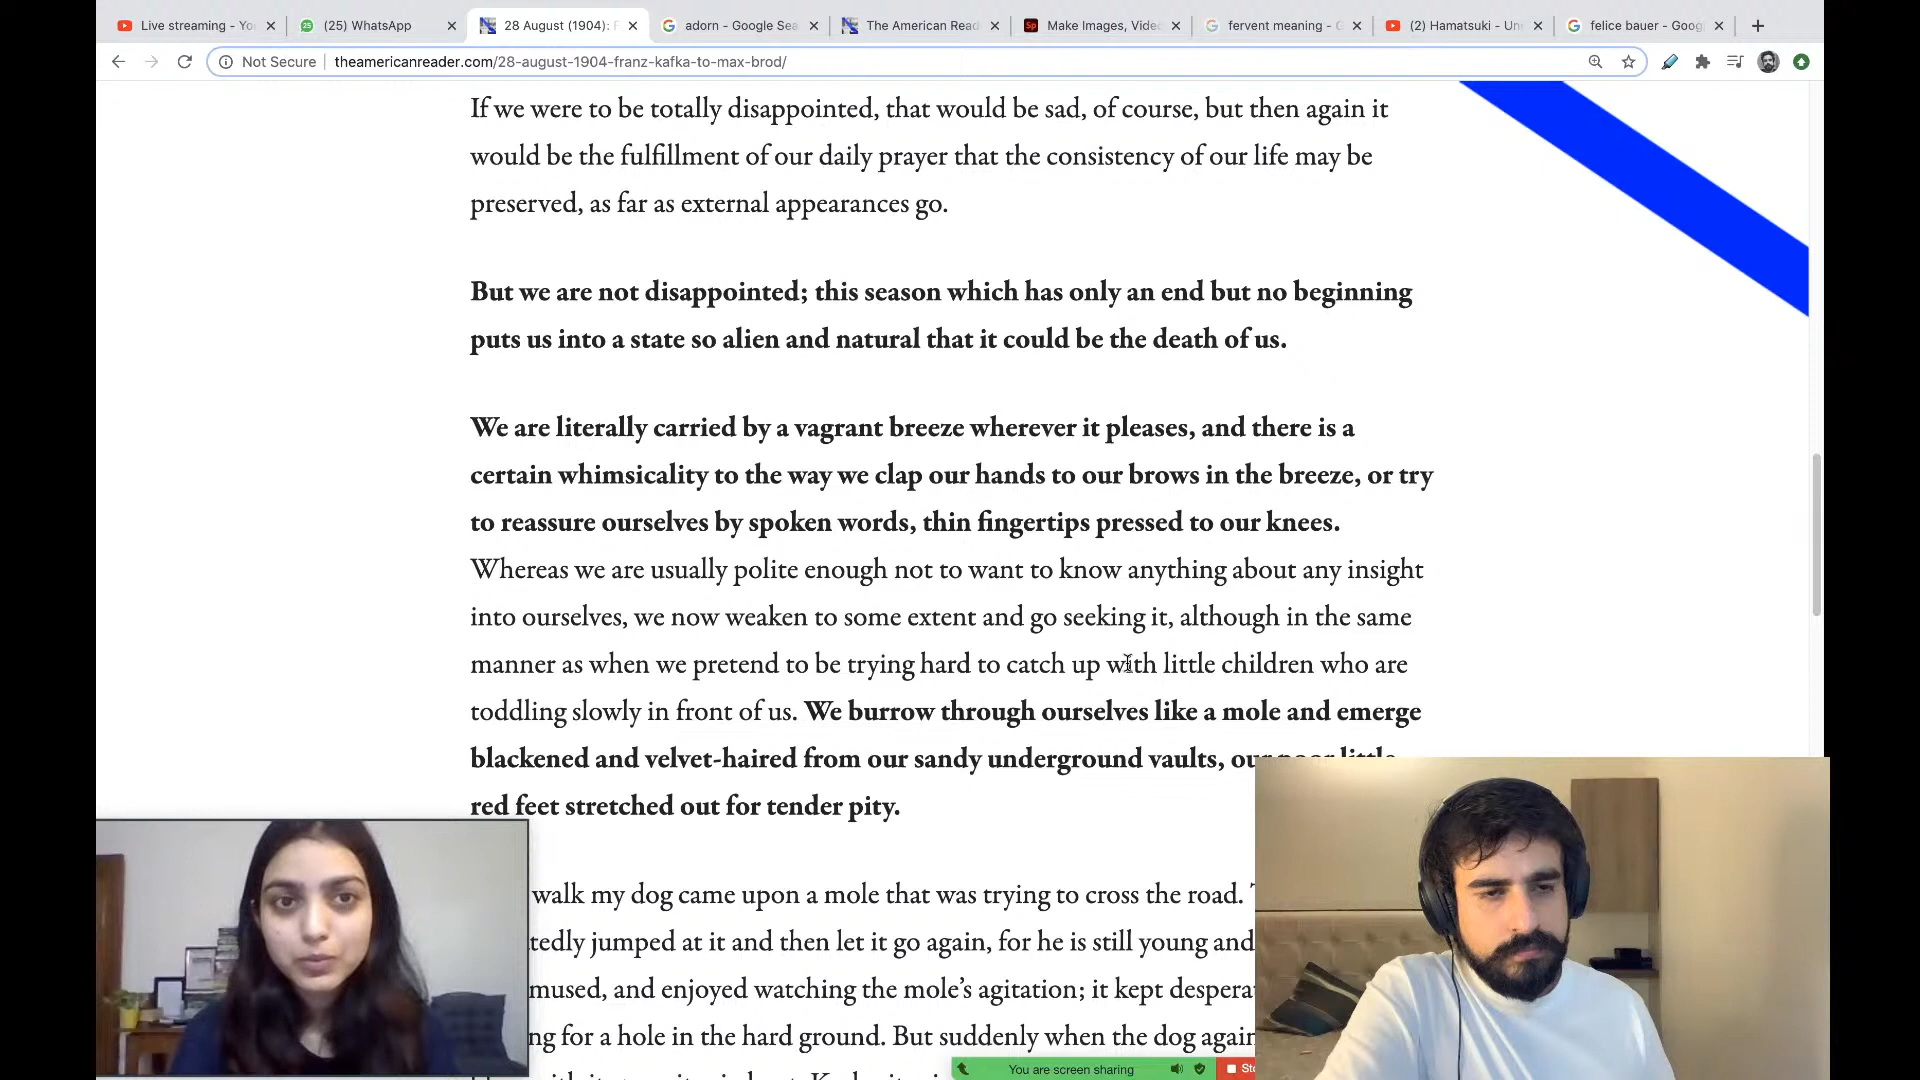 Live streaming - Yo
(25) WhatsApp
28 August (1904): F
adorn - Google Sea
The American Read
Make Images, Video
fervent meaning - G
(2) Hamatsuki - Un
felice bauer - Goog
Not Secure
theamericanreader.com/28-august-1904-franz-kafka-to-max-brod/
If we were to be totally disappointed, that would be sad, of course, but then again it
would be the fulfillment of our daily prayer that the consistency of our life may be
preserved, as far as external appearances go.
But we are not disappointed; this season which has only an end but no beginning
puts us into a state so alien and natural that it could be the death of us.
We are literally carried by a vagrant breeze wherever it pleases, and there is a
certain whimsicality to the way we clap our hands to our brows in the breeze, or try
to reassure ourselves by spoken words, thin fingertips pressed to our knees.
Whereas we are usually polite enough not to want to know anything about any insight
into ourselves, we now weaken to some extent and go seeking it, although in the same
manner as when we pretend to be trying hard to catch up with little children who are
toddling slowly in front of us. We burrow through ourselves like a mole and emerge
blackened and velvet-haired from our sandy underground vaults, our poor little
red feet stretched out for tender pity.
walk my dog came upon a mole that was trying to cross the road.
tedly jumped at it and then let it go again, for he is still young and
mused, and enjoyed watching the mole's agitation; it kept despera
ng for a hole in the hard ground. But suddenly when the dog again
You are screen sharing
Sto